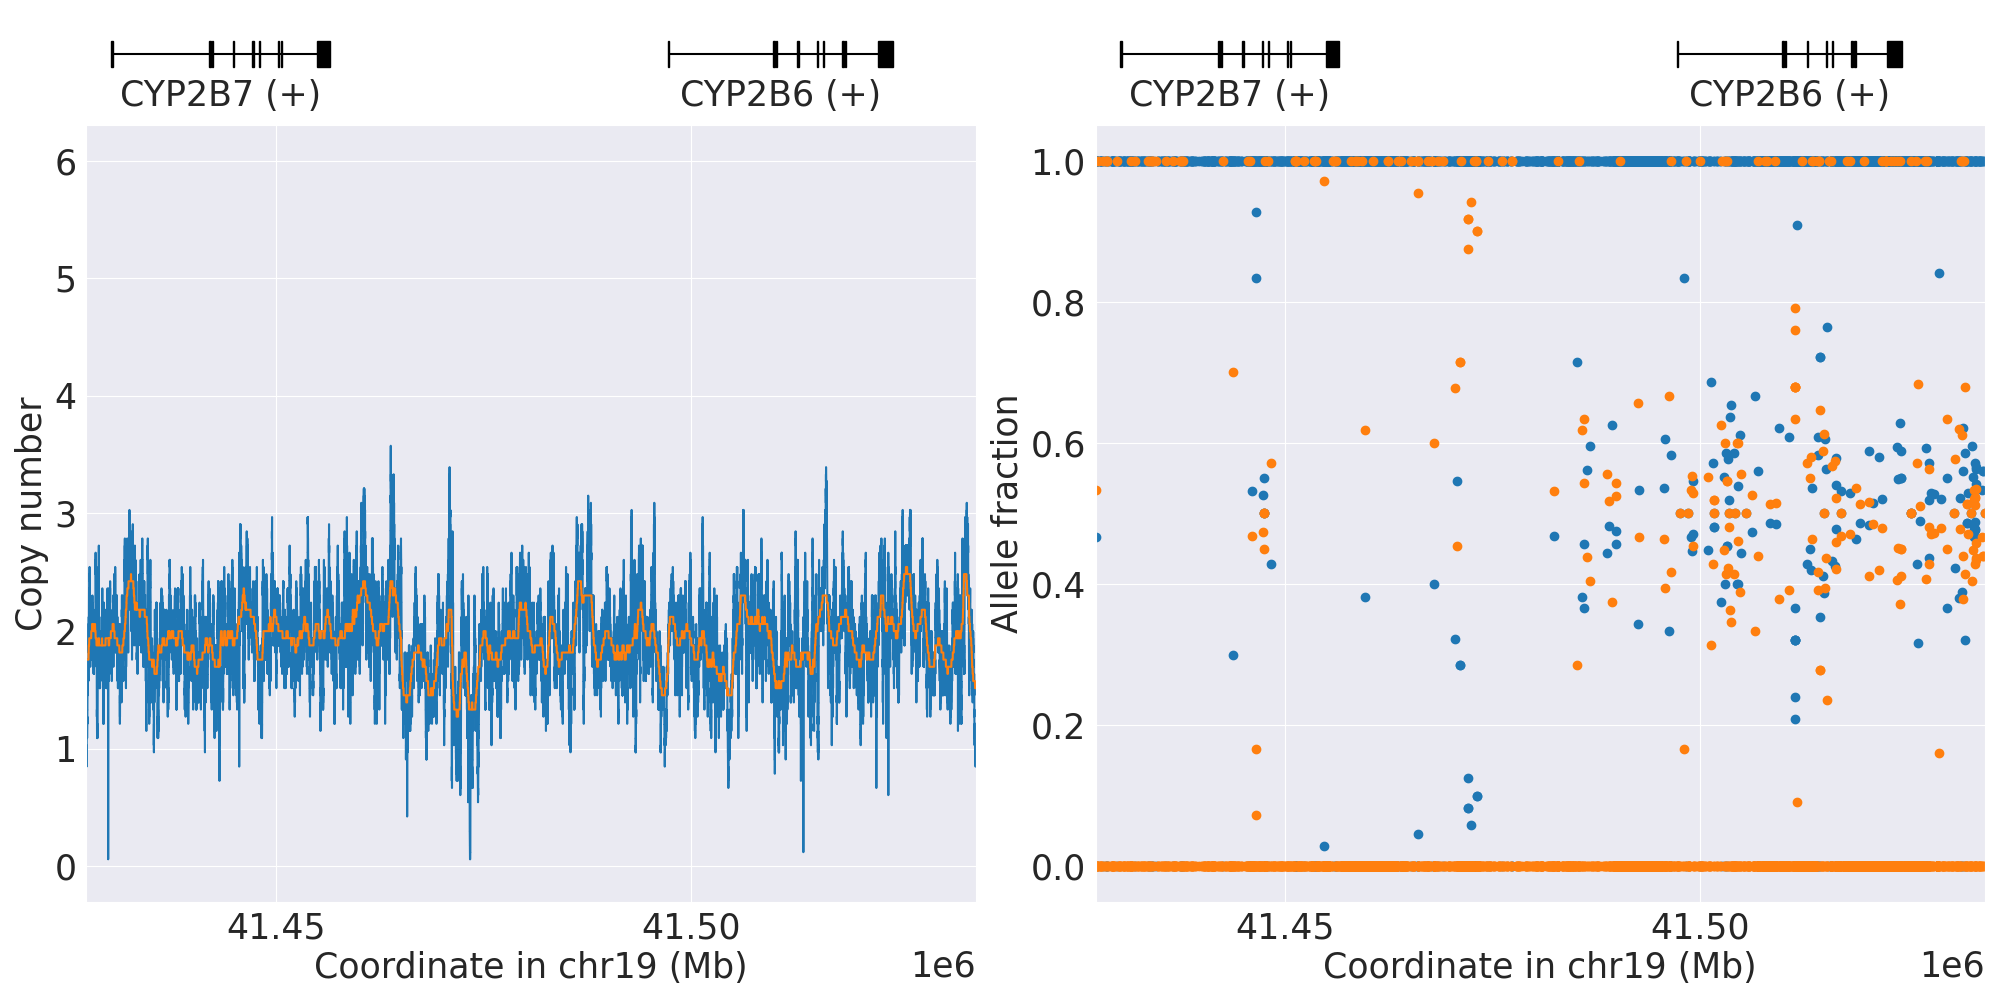 CYP2B7 (+)
CYP2B6 (+)
6
5
4
3
2
1
0
Copy number
41.45
41.50
Coordinate in chr19 (Mb)
1e6
CYP2B7 (+)
CYP2B6 (+)
1.0
0.8
0.6
0.4
0.2
0.0
Allele fraction
41.45
41.50
Coordinate in chr19 (Mb)
1e6